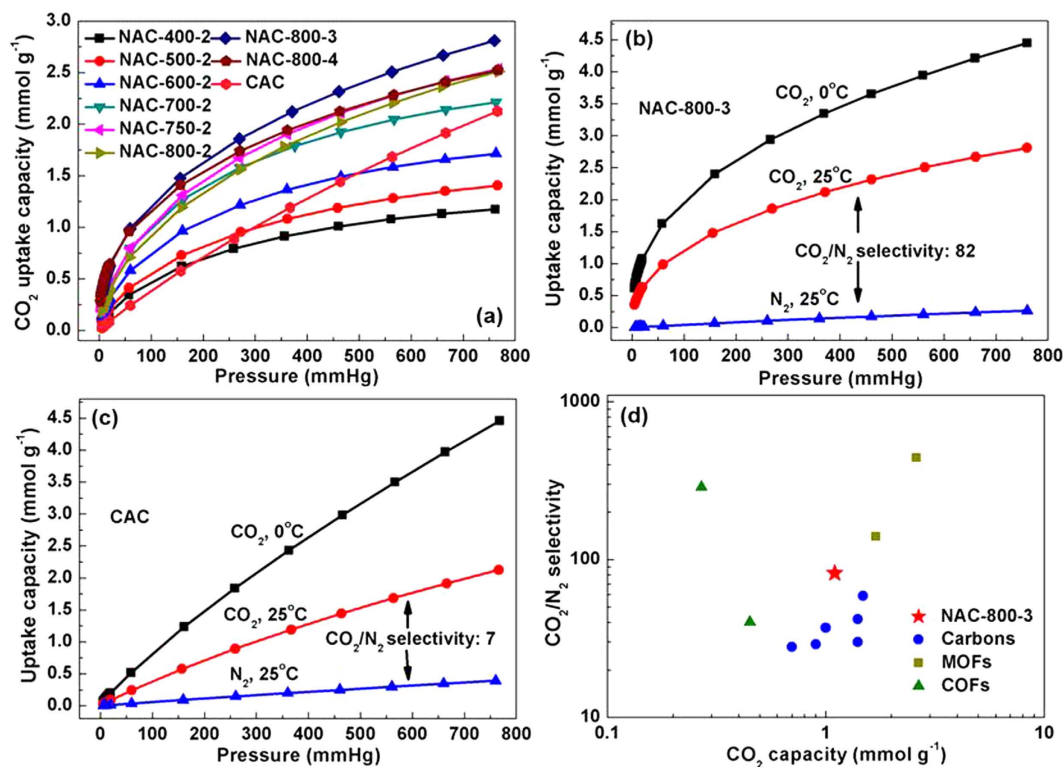 (a)
NAC-400-2
NAC-500-2
NAC-600-2
NAC-700-2
NAC-750-2
NAC-800-2
NAC-800-3
NAC-800-4
CAC
CO2 uptake capacity (mmol g-1)
3.0
2.5
2.0
1.5
1.0
0.5
0.0
0 100 200 300 400 500 600 700 800
Pressure (mmHg)
(b)
NAC-800-3
CO2, 0°C
CO2, 25°C
CO2/N2 selectivity: 82
N2, 25°C
Uptake capacity (mmol g-1)
5.0
4.5
4.0
3.5
3.0
2.5
2.0
1.5
1.0
0.5
0.0
0 200 400 600 800
Pressure (mmHg)
(c)
CAC
CO2, 0°C
CO2, 25°C
CO2/N2 selectivity: 7
N2, 25°C
Uptake capacity (mmol g-1)
4.5
4.0
3.5
3.0
2.5
2.0
1.5
1.0
0.5
0.0
0 100 200 300 400 500 600 700 800
Pressure (mmHg)
(d)
CO2/N2 selectivity
1000
100
10
NAC-800-3
Carbons
MOFs
COFs
0.1 1 10
CO2 capacity (mmol g-1)